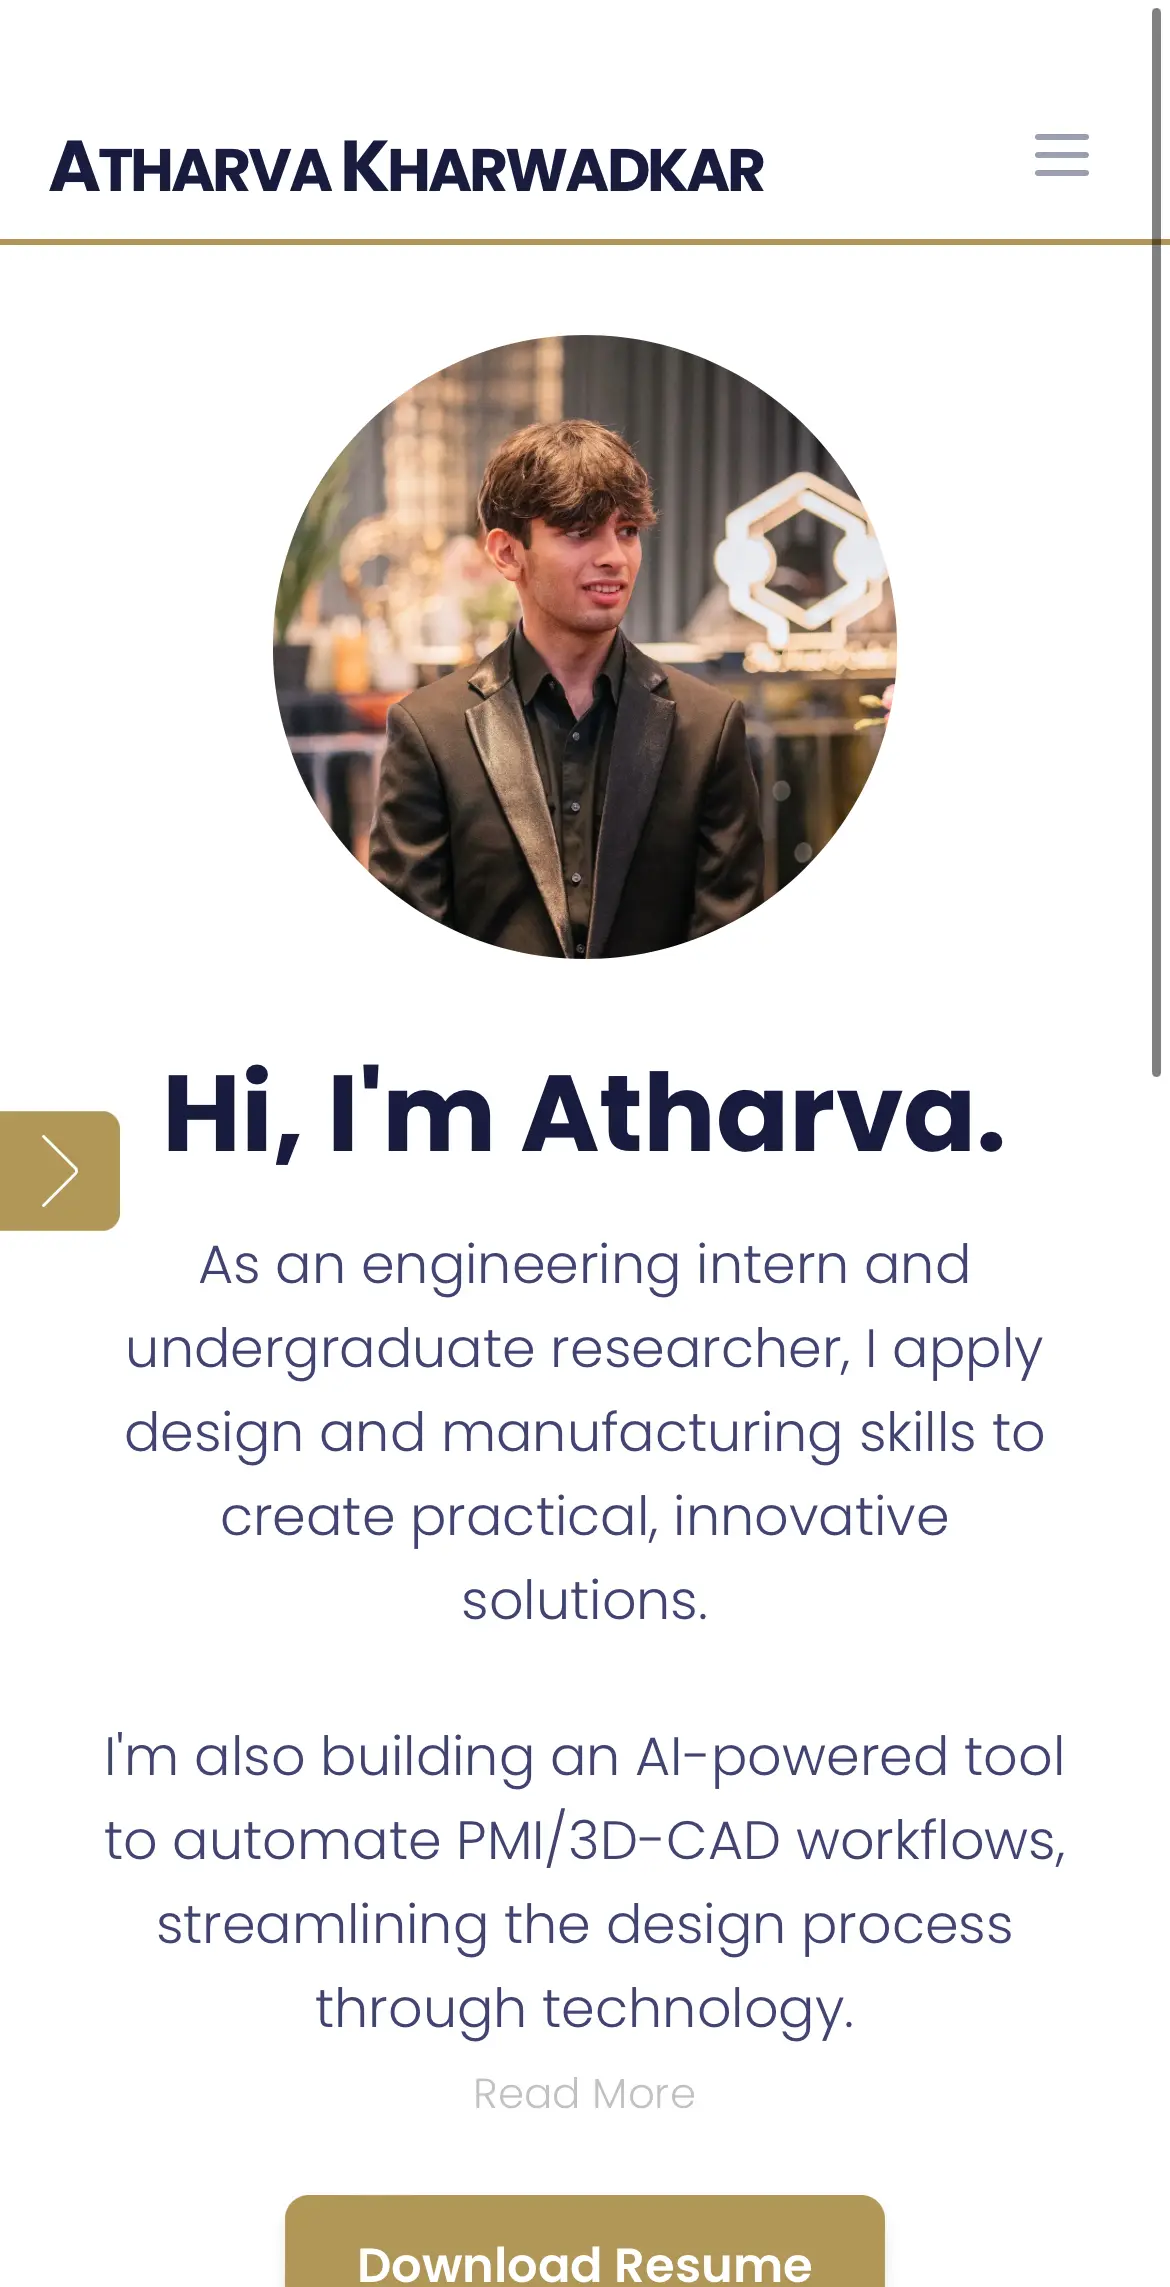 ATHARVA KHARWADKAR
Hi, I'm Atharva.
As an engineering intern and
undergraduate researcher, I apply
design and manufacturing skills to
create practical, innovative
solutions.
I'm also building an AI-powered tool
to automate PMI/3D-CAD workflows,
streamlining the design process
through technology.
Read More
Download Resume